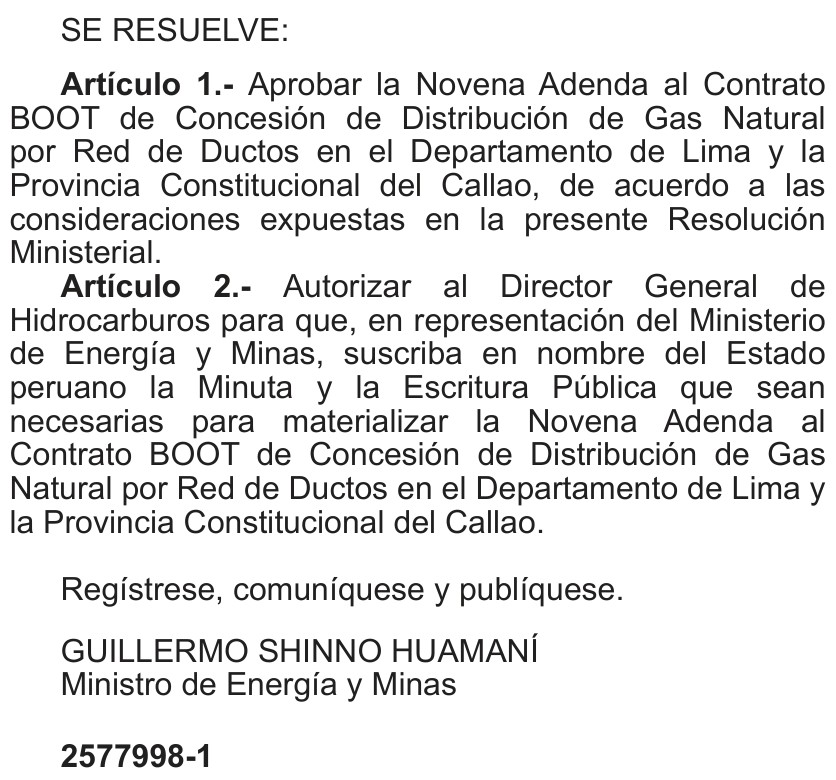 SE RESUELVE:
Artículo 1.- Aprobar la Novena Adenda al Contrato
BOOT de Concesión de Distribución de Gas Natural
por Red de Ductos en el Departamento de Lima y la
Provincia Constitucional del Callao, de acuerdo a las
consideraciones expuestas en la presente Resolución
Ministerial.
Artículo 2.- Autorizar al Director General de
Hidrocarburos para que, en representación del Ministerio
de Energía y Minas, suscriba en nombre del Estado
peruano la Minuta y la Escritura Pública que sean
necesarias para materializar la Novena Adenda al
Contrato BOOT de Concesión de Distribución de Gas
Natural por Red de Ductos en el Departamento de Lima y
la Provincia Constitucional del Callao.
Regístrese, comuníquese y publíquese.
GUILLERMO SHINNO HUAMANÍ
Ministro de Energía y Minas
2577998-1